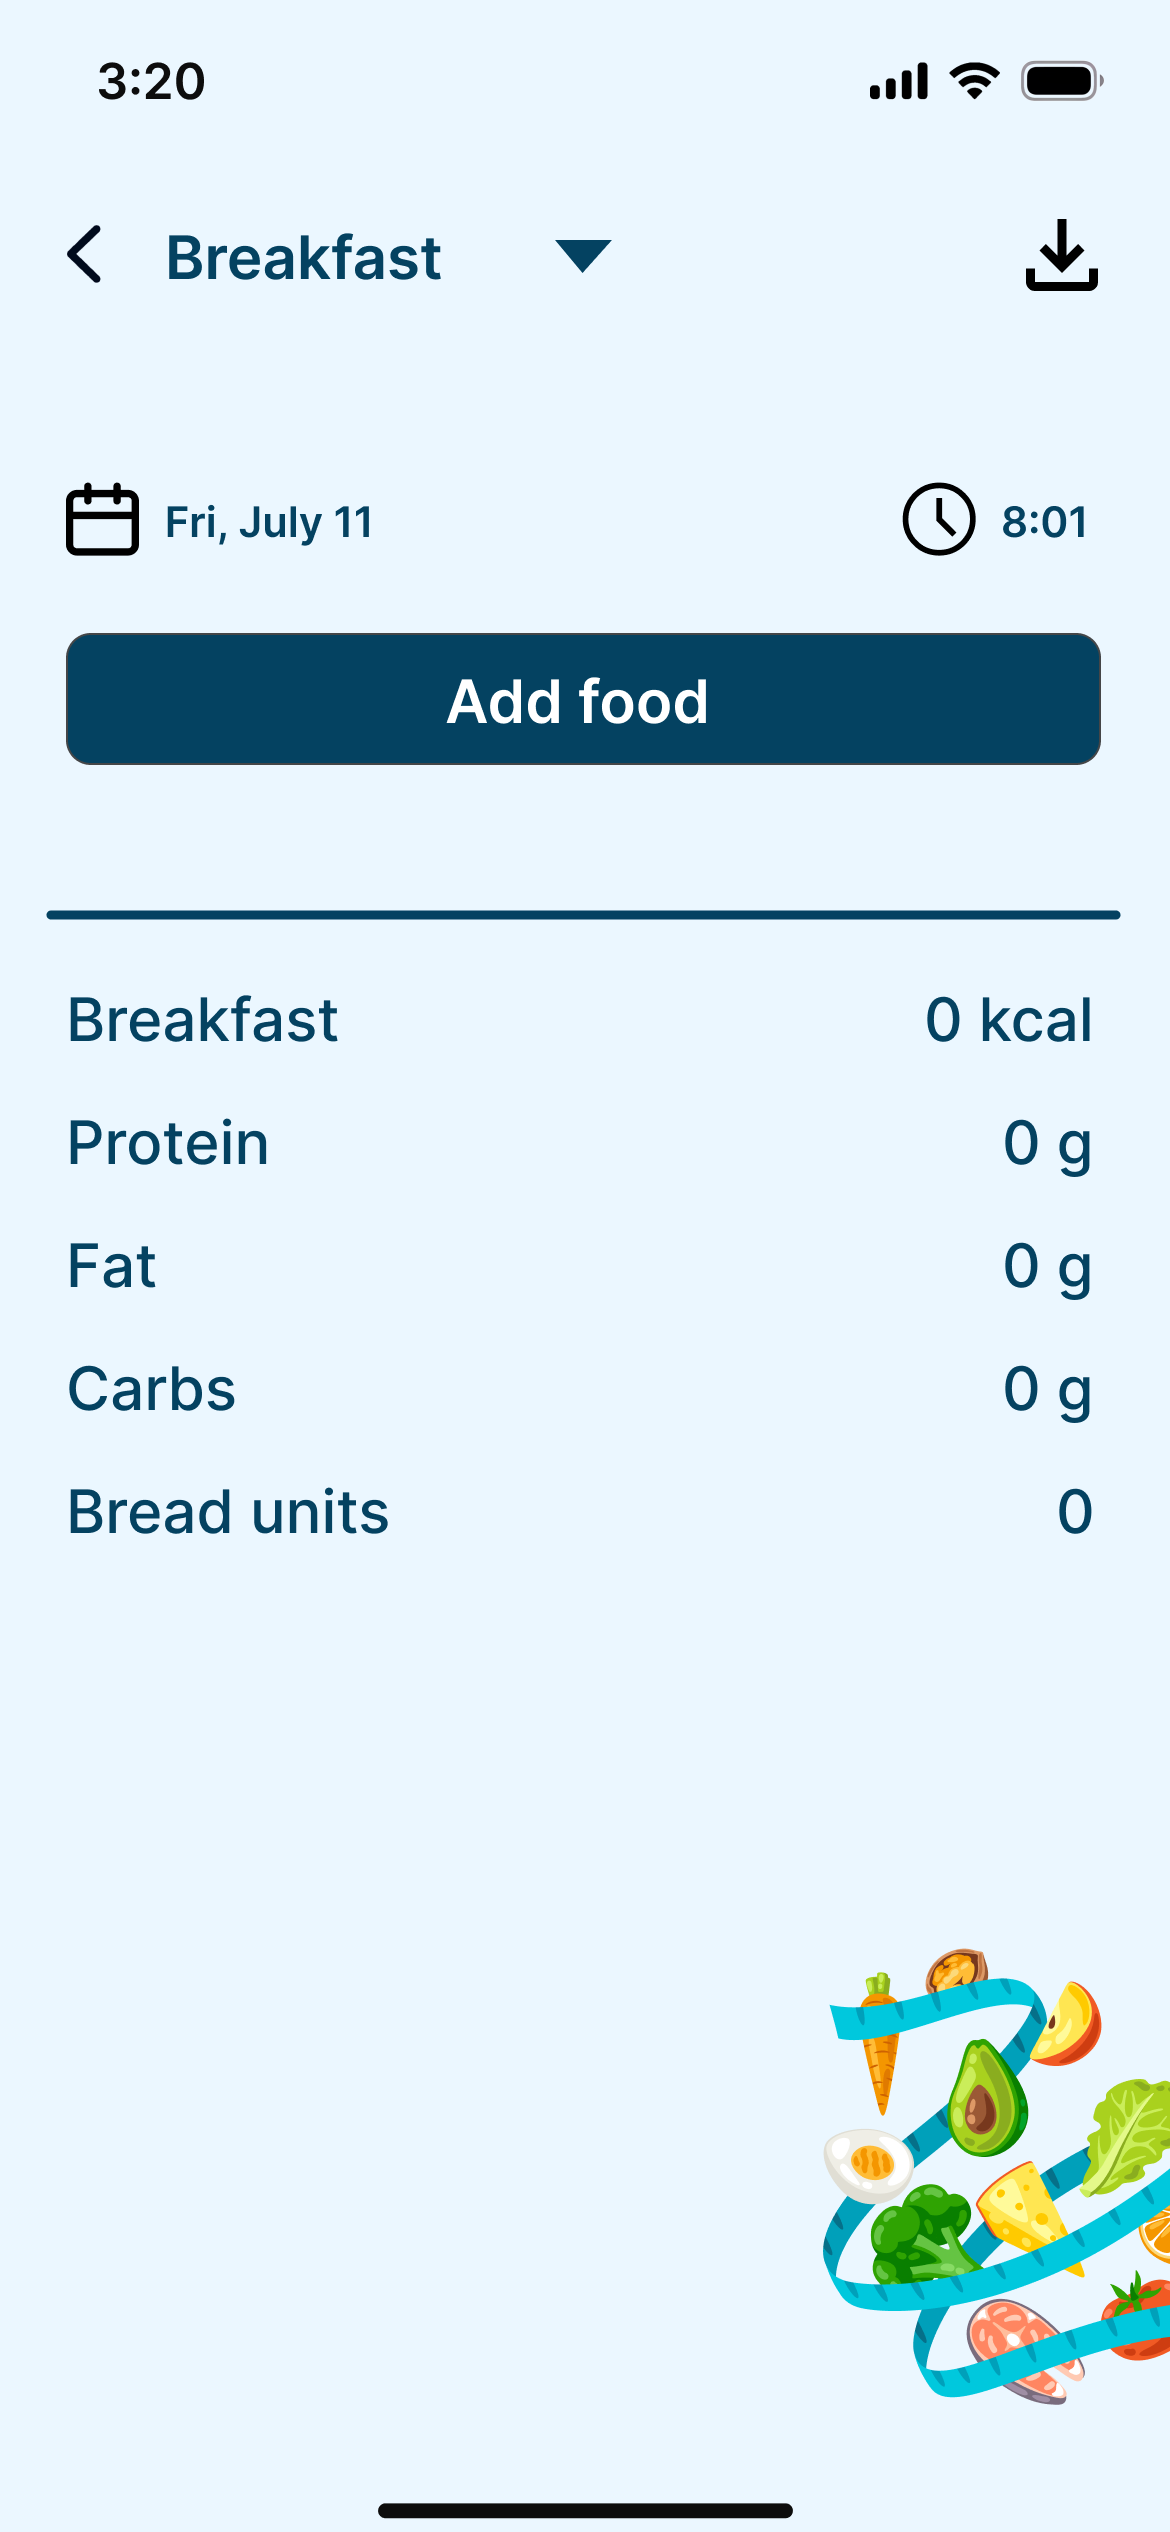 3:20
Breakfast
Fri, July 11
8:01
Add food
Breakfast 0 kcal
Protein 0 g
Fat 0 g
Carbs 0 g
Bread units 0